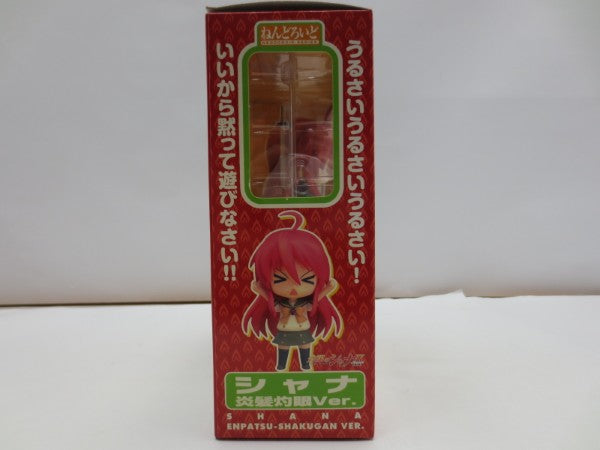 ねんどろいど
NENDOROID SERIES
うるさいうるさいうるさい!
いいから黙って遊びなさい!!
シャナ
炎髪灼眼Ver.
SHANA
ENPATSU-SHAKUGAN VER.